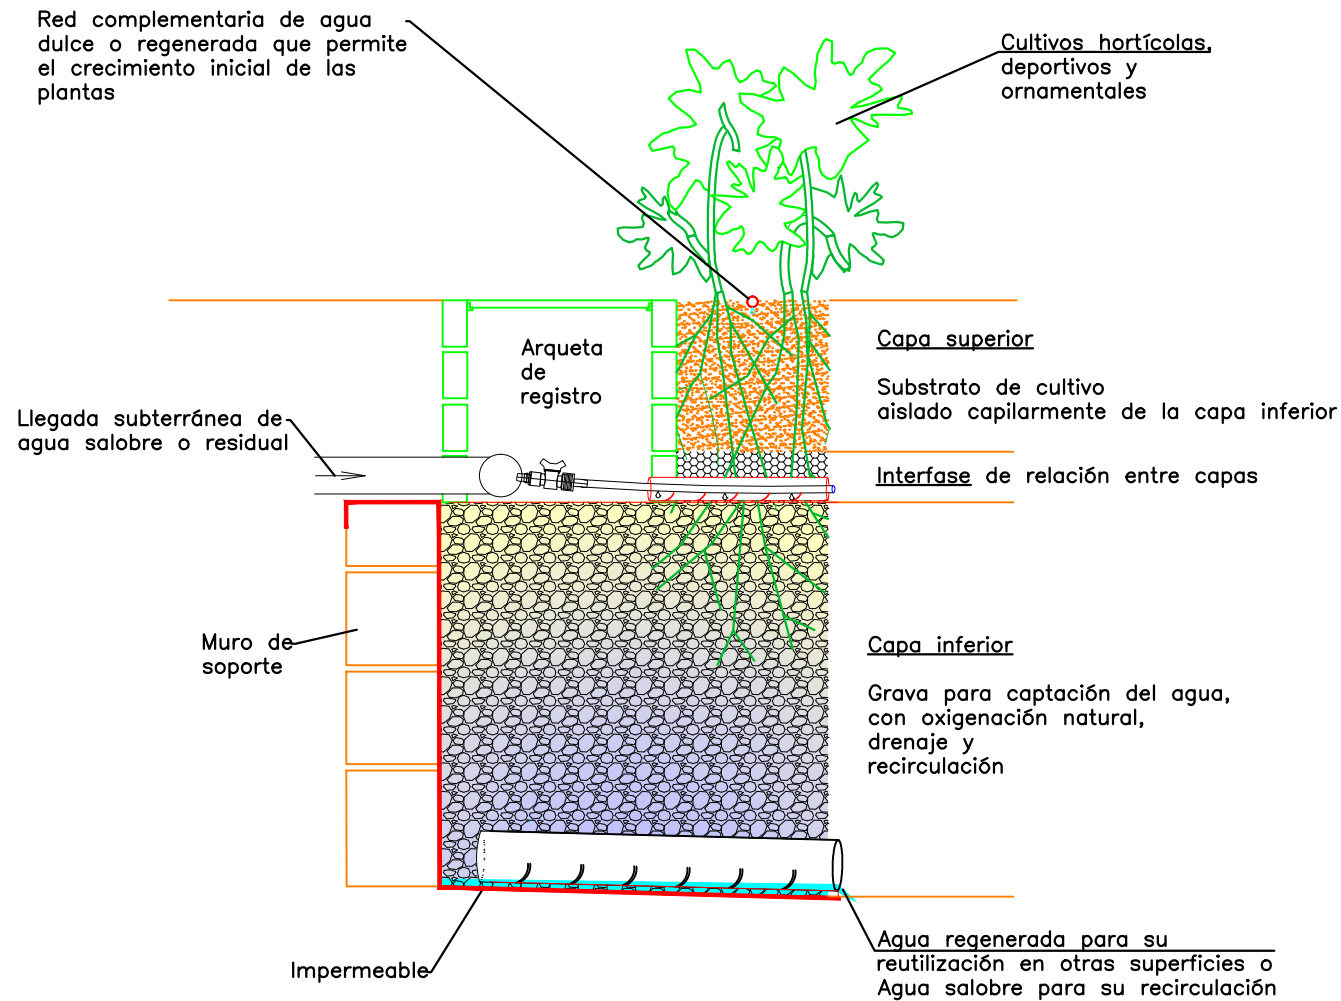 Red complementaria de agua
dulce o regenerada que permite
el crecimiento inicial de las
plantas
Cultivos hortícolas,
deportivos y
ornamentales
Arqueta
de
registro
Capa superior
Substrato de cultivo
aislado capilarmente de la capa inferior
Llegada subterránea de
agua salobre o residual
Interfase de relación entre capas
Muro de
soporte
Capa inferior
Grava para captación del agua,
con oxigenación natural,
drenaje y
recirculación
Impermeable
Agua regenerada para su
reutilización en otras superficies o
Agua salobre para su recirculación